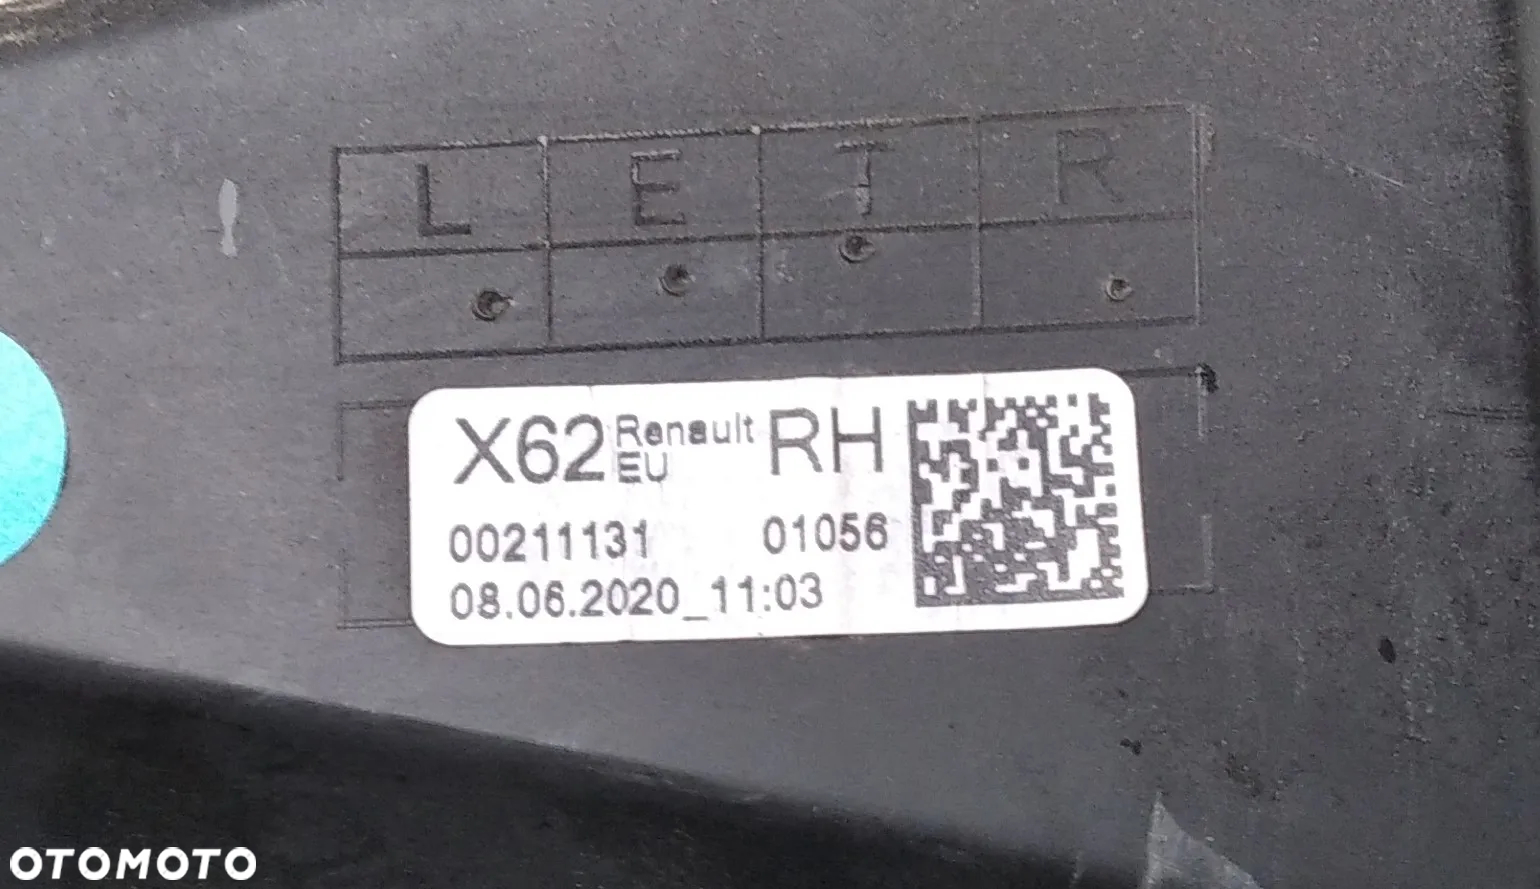 L E T R
X62 Renault EU RH
00211131 01056
08.06.2020_11:03
OTOMOTO